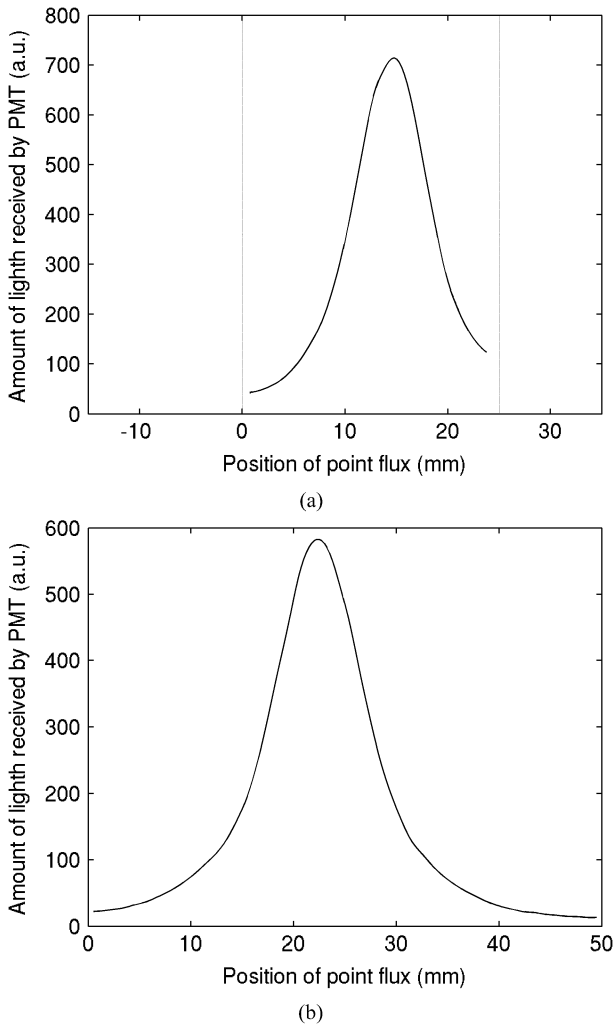 800
700
600
500
400
300
200
100
0
Amount of lighth received by PMT (a.u.)
-10 0 10 20 30
Position of point flux (mm)
(a)
600
500
400
300
200
100
0
Amount of lighth received by PMT (a.u.)
0 10 20 30 40 50
Position of point flux (mm)
(b)